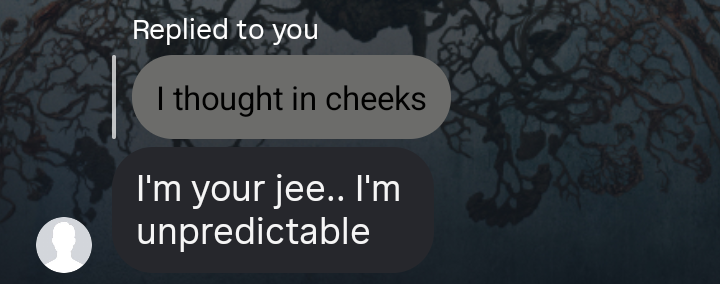 Replied to you
I thought in cheeks
I'm your jee.. I'm
unpredictable